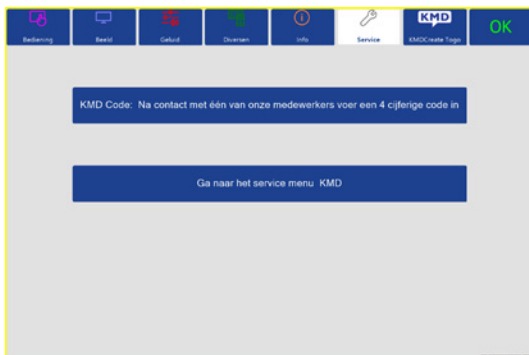 Bediening
Beeld
Geluid
Diversen
Info
Service
KMD
KMDCreate Togo
OK
KMD Code: Na contact met één van onze medewerkers voer een 4 cijferige code in
Ga naar het service menu KMD